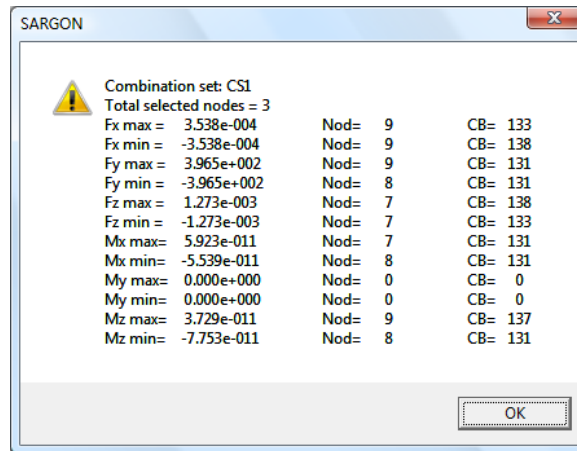 SARGON
x
Combination set: CS1
Total selected nodes = 3
Fx max = 3.538e-004 Nod= 9 CB= 133
Fx min = -3.538e-004 Nod= 9 CB= 138
Fy max = 3.965e+002 Nod= 9 CB= 131
Fy min = -3.965e+002 Nod= 8 CB= 131
Fz max = 1.273e-003 Nod= 7 CB= 138
Fz min = -1.273e-003 Nod= 7 CB= 133
Mx max= 5.923e-011 Nod= 7 CB= 131
Mx min= -5.539e-011 Nod= 8 CB= 131
My max= 0.000e+000 Nod= 0 CB= 0
My min= 0.000e+000 Nod= 0 CB= 0
Mz max= 3.729e-011 Nod= 9 CB= 137
Mz min= -7.753e-011 Nod= 8 CB= 131
OK